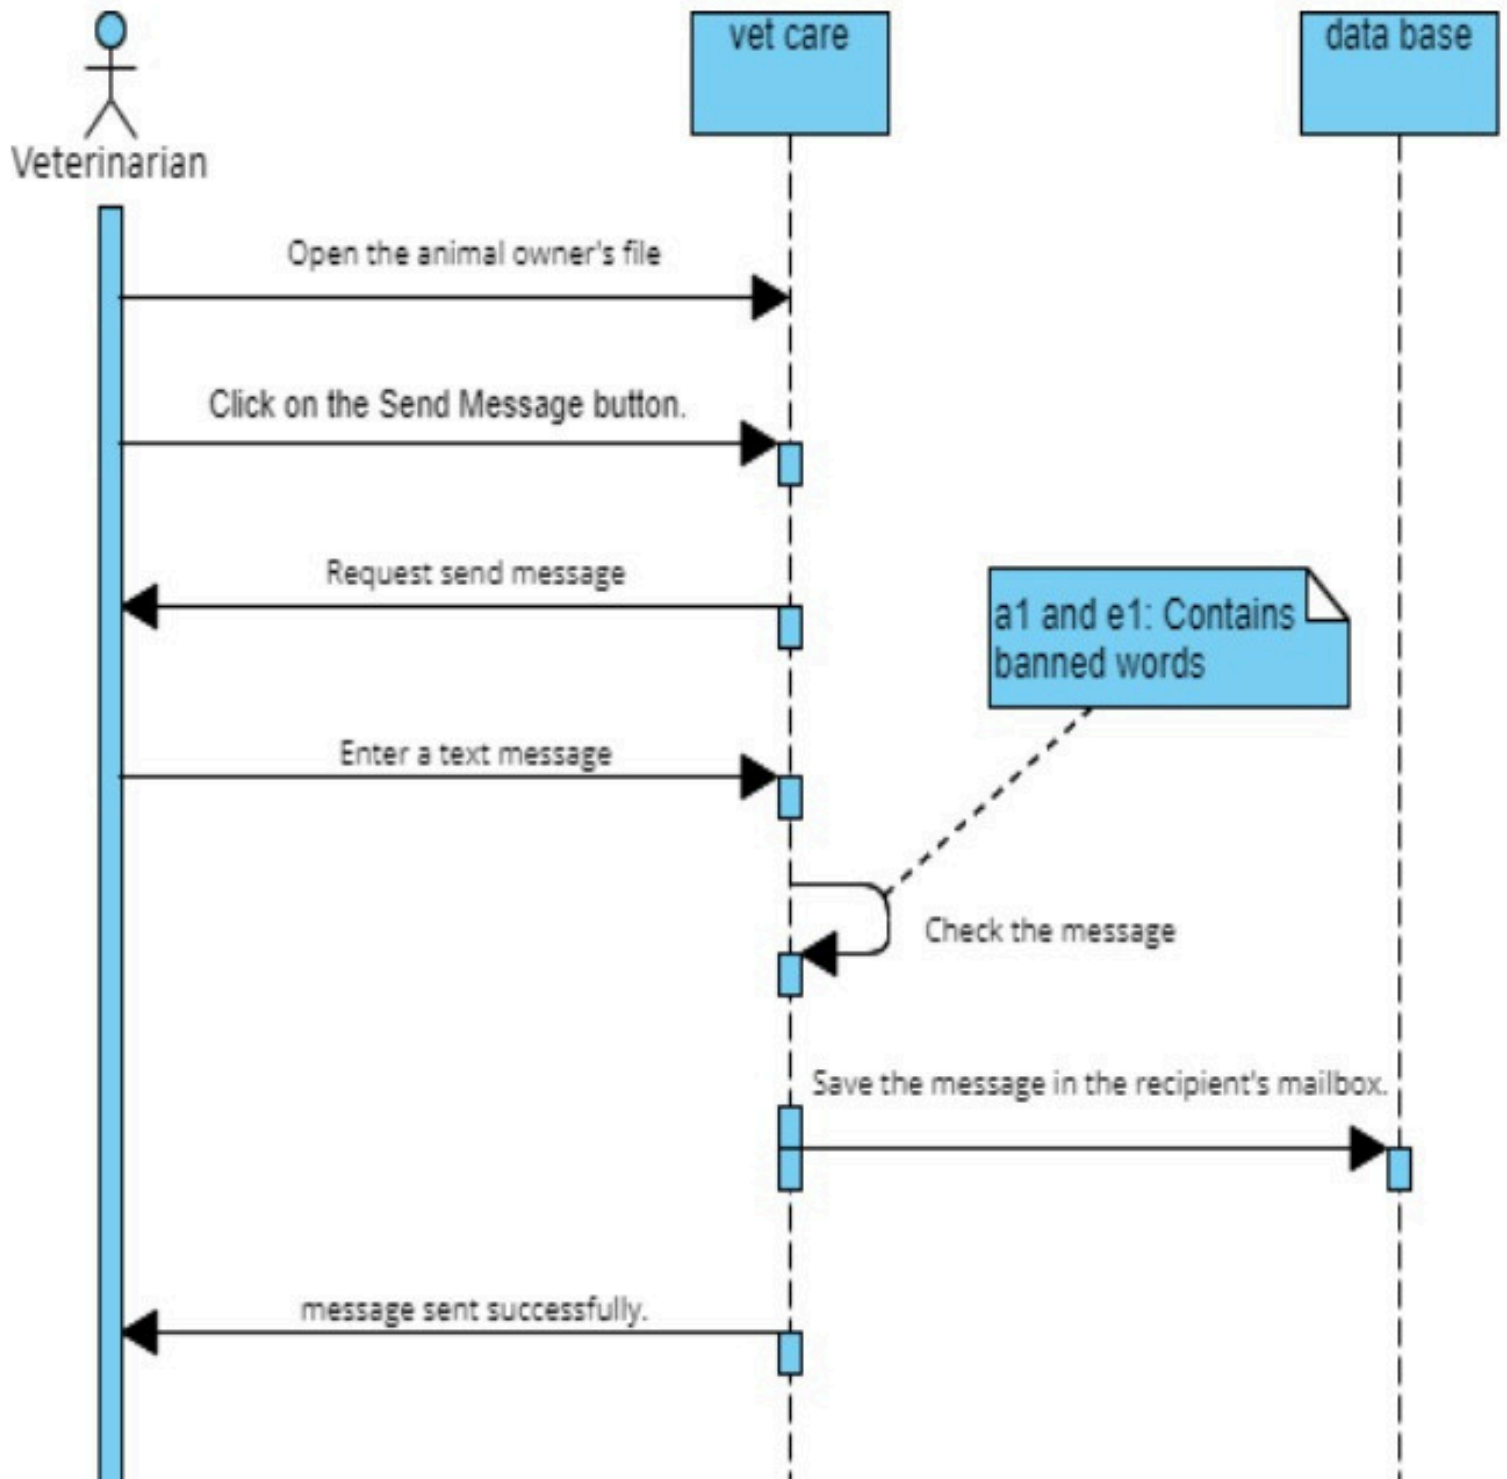 vet care
data base
Veterinarian
Open the animal owner's file
Click on the Send Message button.
Request send message
a1 and e1: Contains
banned words
Enter a text message
Check the message
Save the message in the recipient's mailbox.
message sent successfully.